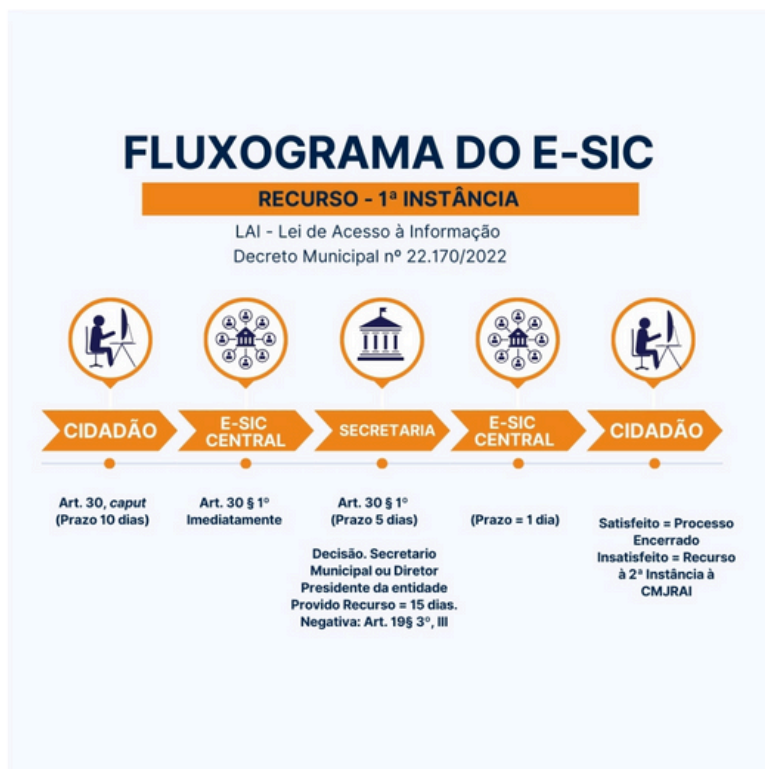 FLUXOGRAMA DO E-SIC
RECURSO - 1ª INSTÂNCIA
LAI - Lei de Acesso à Informação
Decreto Municipal nº 22.170/2022
CIDADÃO
E-SIC
CENTRAL
SECRETARIA
E-SIC
CENTRAL
CIDADÃO
Art. 30, caput
(Prazo 10 dias)
Art. 30 § 1º
Imediatamente
Art. 30 § 1º
(Prazo 5 dias)
Decisão. Secretario
Municipal ou Diretor
Presidente da entidade
Provido Recurso = 15 dias.
Negativa: Art. 19§ 3º, III
(Prazo = 1 dia)
Satisfeito = Processo
Encerrado
Insatisfeito = Recurso
à 2ª Instância à
CMJRAI